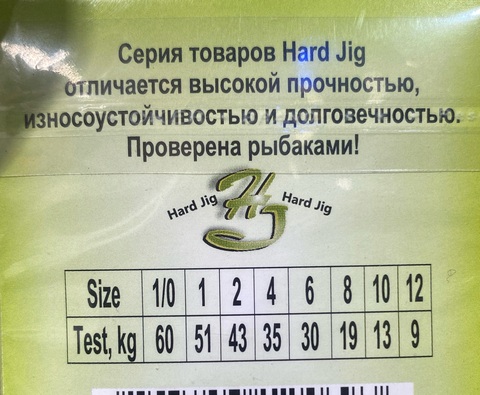 Серия товаров Hard Jig
отличается высокой прочностью,
износоустойчивостью и долговечностью.
Проверена рыбаками!
Hard Jig HJ Hard Jig
Size 1/0 1 2 4 6 8 10 12
Test, kg 60 51 43 35 30 19 13 9